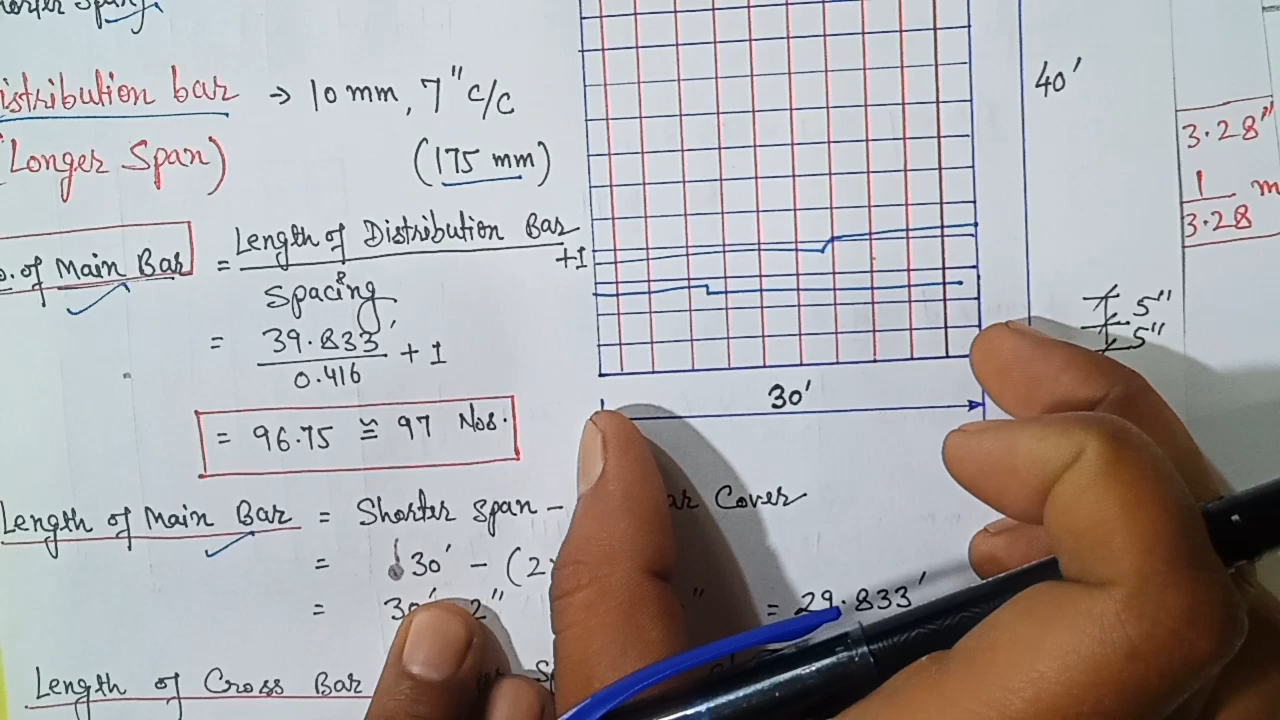 istribution bar → 10 mm, 7" c/c
(Longer Span) (175 mm)
. of Main Bar = Length of Distribution Bar / Spacing +1
= 39.833' / 0.416 + 1
= 96.75 ≅ 97 Nos.
Length of Main Bar = Shorter Span - Cover
= 30' - (2
= 30' 2" " = 29.833'
Length of Cross Bar
40'
30'
5"
5"
3.28"
1 / 3.28 m